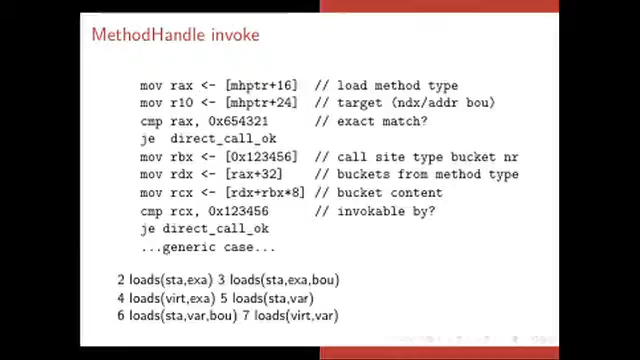 MethodHandle invoke
mov rax <- [mhptr+16] // load method type
mov r10 <- [mhptr+24] // target (ndx/addr bou)
cmp rax, 0x654321 // exact match?
je direct_call_ok
mov rbx <- [0x123456] // call site type bucket nr
mov rdx <- [rax+32] // buckets from method type
mov rcx <- [rdx+rbx*8] // bucket content
cmp rcx, 0x123456 // invokable by?
je direct_call_ok
...generic case...
2 loads(sta,exa) 3 loads(sta,exa,bou)
4 loads(virt,exa) 5 loads(sta,var)
6 loads(sta,var,bou) 7 loads(virt,var)